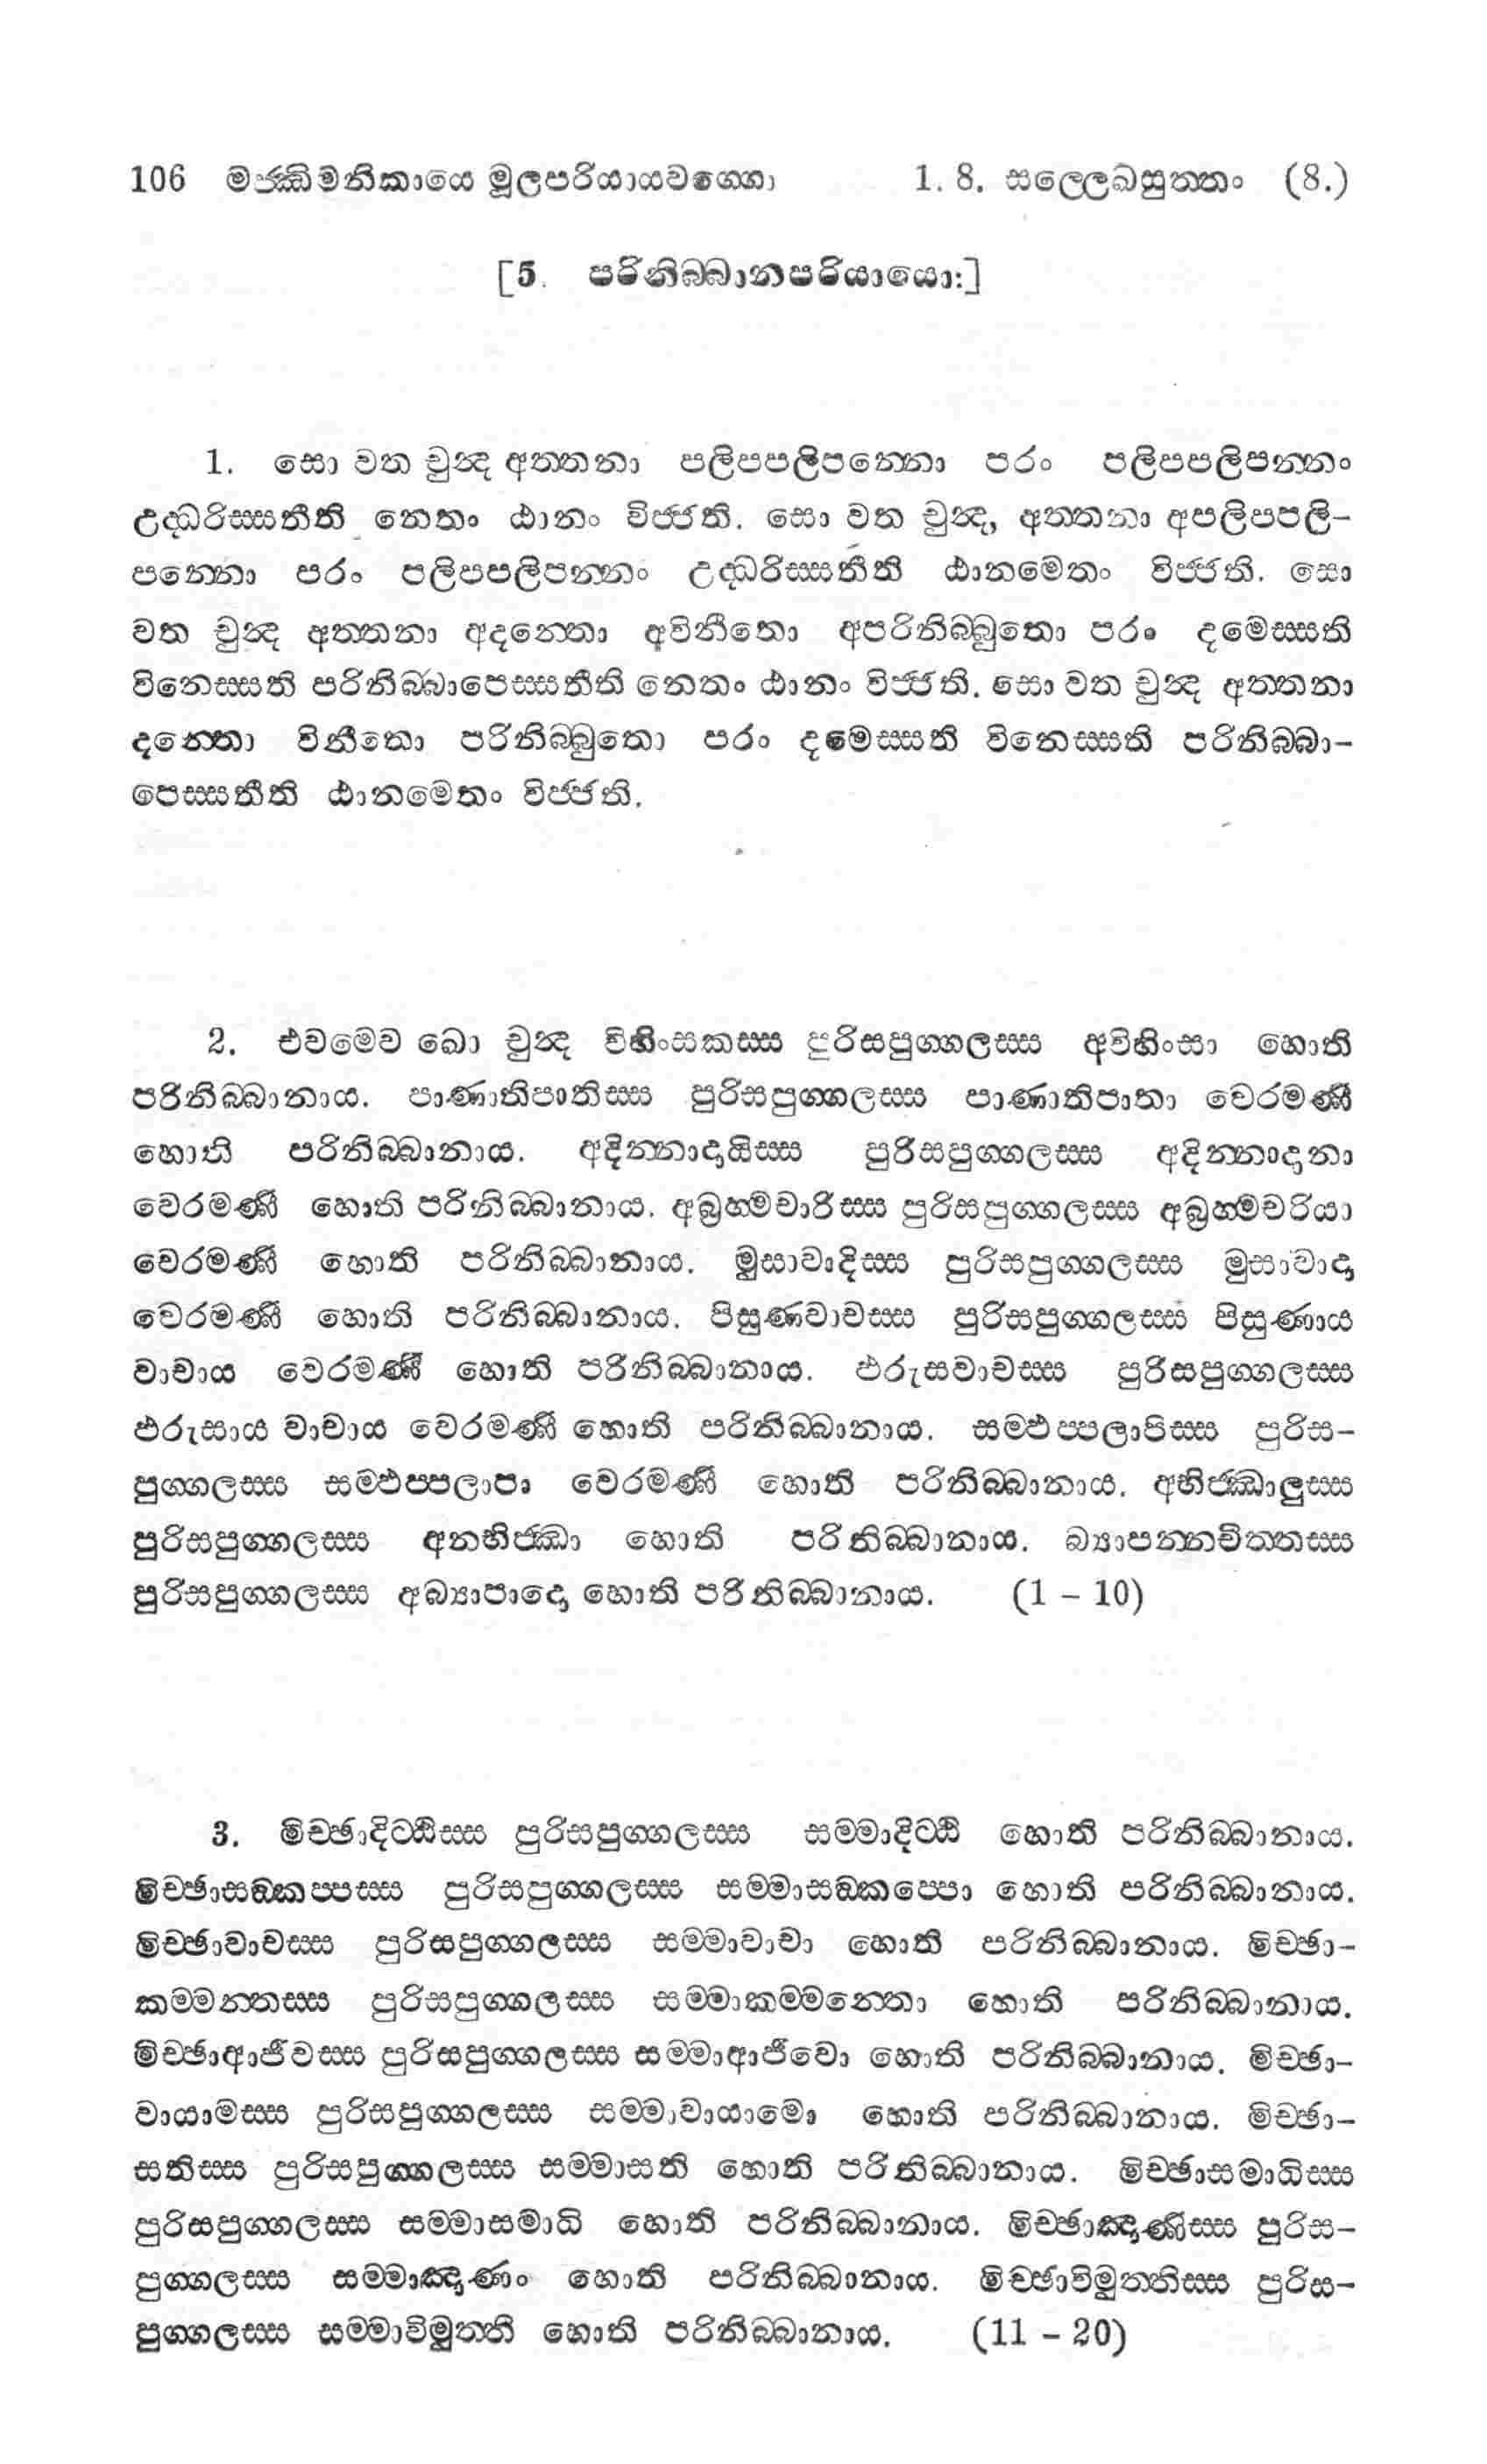 106 මජ්ඣිමනිකායෙ මූලපරියායවග්ගො 1. 8. සල්ලෙඛසුත්තං (8.)
[5. පරිනිබ්බානපරියායො:]
1. සො වත චුන්ද අත්තනා පලිපපලිපන්නො පරං පලිපපලිපන්නං
උද්ධරිස්සතීති නෙතං ඨානං විජ්ජති. සො වත චුන්ද, අත්තනා අපලිපපලි-
පන්නො පරං පලිපපලිපන්නං උද්ධරිස්සතීති ඨානමෙතං විජ්ජති. සො
වත චුන්ද අත්තනා අදන්තො අවිනීතො අපරිනිබ්බුතො පරං දමෙස්සති
විනෙස්සති පරිනිබ්බාපෙස්සතීති නෙතං ඨානං විජ්ජති. සො වත චුන්ද අත්තනා
දන්තො විනීතො පරිනිබ්බුතො පරං දමෙස්සති විනෙස්සති පරිනිබ්බා-
පෙස්සතීති ඨානමෙතං විජ්ජති.
2. එවමෙව ඛො චුන්ද විහිංසකස්ස පුරිසපුග්ගලස්ස අවිහිංසා හොති
පරිනිබ්බානාය. පාණාතිපාතිස්ස පුරිසපුග්ගලස්ස පාණාතිපාතා වෙරමණී
හොති පරිනිබ්බානාය. අදින්නාදායිස්ස පුරිසපුග්ගලස්ස අදින්නාදානා
වෙරමණී හොති පරිනිබ්බානාය. අබ්‍රහ්මචාරිස්ස පුරිසපුග්ගලස්ස අබ්‍රහ්මචරියා
වෙරමණී හොති පරිනිබ්බානාය. මුසාවාදිස්ස පුරිසපුග්ගලස්ස මුසාවාදා
වෙරමණී හොති පරිනිබ්බානාය. පිසුණවාචස්ස පුරිසපුග්ගලස්ස පිසුණාය
වාචාය වෙරමණී හොති පරිනිබ්බානාය. ඵරුසවාචස්ස පුරිසපුග්ගලස්ස
ඵරුසාය වාචාය වෙරමණී හොති පරිනිබ්බානාය. සම්ඵප්පලාපිස්ස පුරිස-
පුග්ගලස්ස සම්ඵප්පලාපා වෙරමණී හොති පරිනිබ්බානාය. අභිජ්ඣාලුස්ස
පුරිසපුග්ගලස්ස අනභිජ්ඣා හොති පරිනිබ්බානාය. බ්‍යාපන්නචිත්තස්ස
පුරිසපුග්ගලස්ස අබ්‍යාපාදො හොති පරිනිබ්බානාය. (1 – 10)
3. මිච්ඡාදිට්ඨිස්ස පුරිසපුග්ගලස්ස සම්මාදිට්ඨි හොති පරිනිබ්බානාය.
මිච්ඡාසඞ්කප්පස්ස පුරිසපුග්ගලස්ස සම්මාසඞ්කප්පො හොති පරිනිබ්බානාය.
මිච්ඡාවාචස්ස පුරිසපුග්ගලස්ස සම්මාවාචා හොති පරිනිබ්බානාය. මිච්ඡා-
කම්මන්තස්ස පුරිසපුග්ගලස්ස සම්මාකම්මන්තො හොති පරිනිබ්බානාය.
මිච්ඡාආජීවස්ස පුරිසපුග්ගලස්ස සම්මාආජීවො හොති පරිනිබ්බානාය. මිච්ඡා-
වායාමස්ස පුරිසපුග්ගලස්ස සම්මාවායාමො හොති පරිනිබ්බානාය. මිච්ඡා-
සතිස්ස පුරිසපුග්ගලස්ස සම්මාසති හොති පරිනිබ්බානාය. මිච්ඡාසමාධිස්ස
පුරිසපුග්ගලස්ස සම්මාසමාධි හොති පරිනිබ්බානාය. මිච්ඡාඤාණිස්ස පුරිස-
පුග්ගලස්ස සම්මාඤාණං හොති පරිනිබ්බානාය. මිච්ඡාවිමුත්තිස්ස පුරිස-
පුග්ගලස්ස සම්මාවිමුත්ති හොති පරිනිබ්බානාය. (11 – 20)